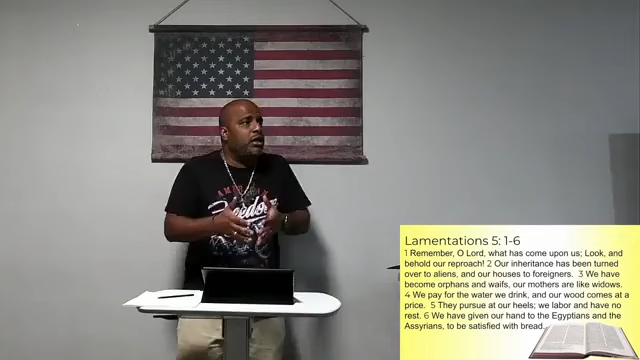 AMERICAN
Freedom
Lamentations 5: 1-6
1 Remember, O Lord, what has come upon us; Look, and
behold our reproach! 2 Our inheritance has been turned
over to aliens, and our houses to foreigners. 3 We have
become orphans and waifs, our mothers are like widows.
4 We pay for the water we drink, and our wood comes at a
price. 5 They pursue at our heels; we labor and have no
rest. 6 We have given our hand to the Egyptians and the
Assyrians, to be satisfied with bread.